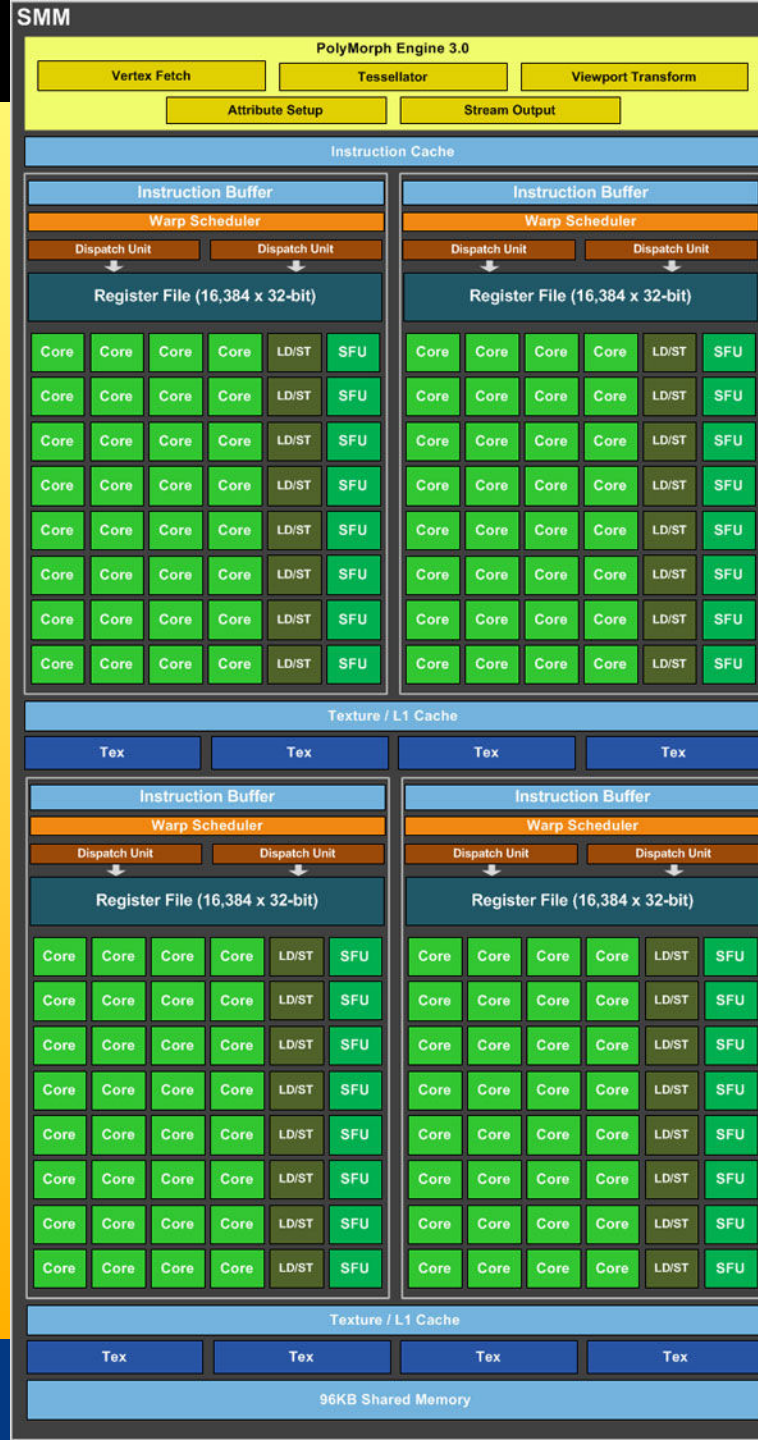 SMM
PolyMorph Engine 3.0
Vertex Fetch Tessellator Viewport Transform
Attribute Setup Stream Output
Instruction Cache
Instruction Buffer Instruction Buffer
Warp Scheduler Warp Scheduler
Dispatch Unit Dispatch Unit Dispatch Unit Dispatch Unit
Register File (16,384 x 32-bit) Register File (16,384 x 32-bit)
Core Core Core Core LD/ST SFU Core Core Core Core LD/ST SFU
Core Core Core Core LD/ST SFU Core Core Core Core LD/ST SFU
Core Core Core Core LD/ST SFU Core Core Core Core LD/ST SFU
Core Core Core Core LD/ST SFU Core Core Core Core LD/ST SFU
Core Core Core Core LD/ST SFU Core Core Core Core LD/ST SFU
Core Core Core Core LD/ST SFU Core Core Core Core LD/ST SFU
Core Core Core Core LD/ST SFU Core Core Core Core LD/ST SFU
Core Core Core Core LD/ST SFU Core Core Core Core LD/ST SFU
Texture / L1 Cache
Tex Tex Tex Tex
Instruction Buffer Instruction Buffer
Warp Scheduler Warp Scheduler
Dispatch Unit Dispatch Unit Dispatch Unit Dispatch Unit
Register File (16,384 x 32-bit) Register File (16,384 x 32-bit)
Core Core Core Core LD/ST SFU Core Core Core Core LD/ST SFU
Core Core Core Core LD/ST SFU Core Core Core Core LD/ST SFU
Core Core Core Core LD/ST SFU Core Core Core Core LD/ST SFU
Core Core Core Core LD/ST SFU Core Core Core Core LD/ST SFU
Core Core Core Core LD/ST SFU Core Core Core Core LD/ST SFU
Core Core Core Core LD/ST SFU Core Core Core Core LD/ST SFU
Core Core Core Core LD/ST SFU Core Core Core Core LD/ST SFU
Core Core Core Core LD/ST SFU Core Core Core Core LD/ST SFU
Texture / L1 Cache
Tex Tex Tex Tex
96KB Shared Memory